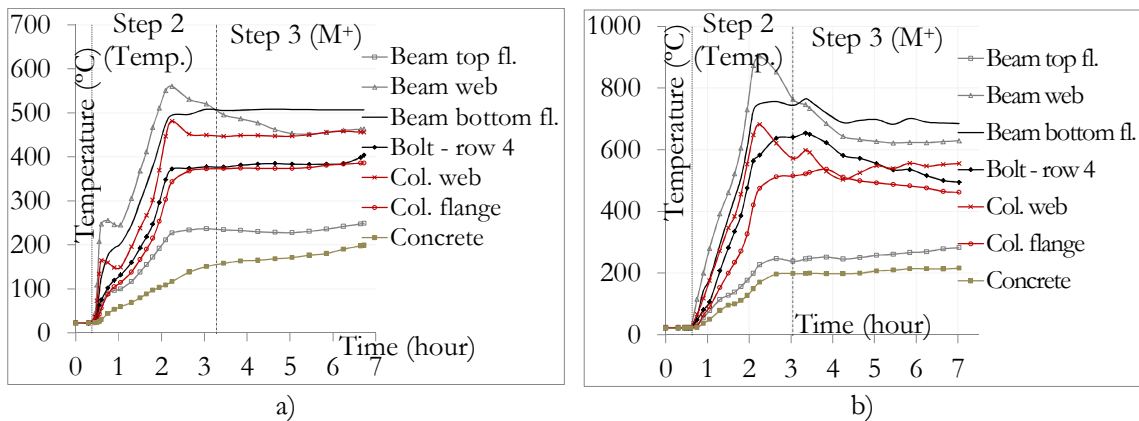 700
600
500
400
300
200
100
0
Temperature (ºC)
Step 2
(Temp.)
Step 3 (M⁺)
Beam top fl.
Beam web
Beam bottom fl.
Bolt - row 4
Col. web
Col. flange
Concrete
Time (hour)
0 1 2 3 4 5 6 7
a)
1000
800
600
400
200
0
Temperature (ºC)
Step 2
(Temp.)
Step 3 (M⁺)
Beam top fl.
Beam web
Beam bottom fl.
Bolt - row 4
Col. web
Col. flange
Concrete
Time (hour)
0 1 2 3 4 5 6 7
b)